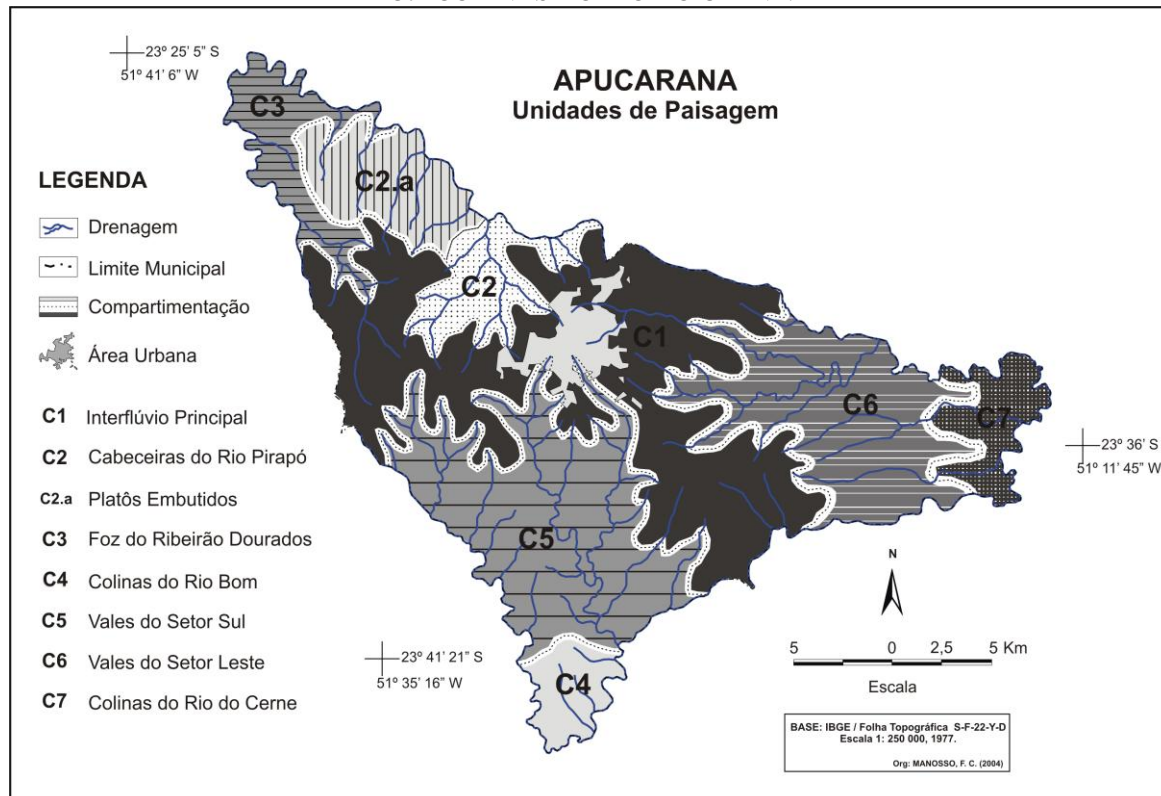 APUCARANA
Unidades de Paisagem
23º 25’ 5” S
51º 41’ 6” W
LEGENDA
Drenagem
Limite Municipal
Compartimentação
Área Urbana
C1 Interflúvio Principal
C2 Cabeceiras do Rio Pirapó
C2.a Platôs Embutidos
C3 Foz do Ribeirão Dourados
C4 Colinas do Rio Bom
C5 Vales do Setor Sul
C6 Vales do Setor Leste
C7 Colinas do Rio do Cerne
C3
C2.a
C2
C1
C6
C7
C5
C4
23º 36’ S
51º 11’ 45” W
23º 41’ 21” S
51º 35’ 16” W
N
5 0 2,5 5 Km
Escala
BASE: IBGE / Folha Topográfica S-F-22-Y-D
Escala 1: 250 000, 1977.
Org: MANOSSO, F. C. (2004)